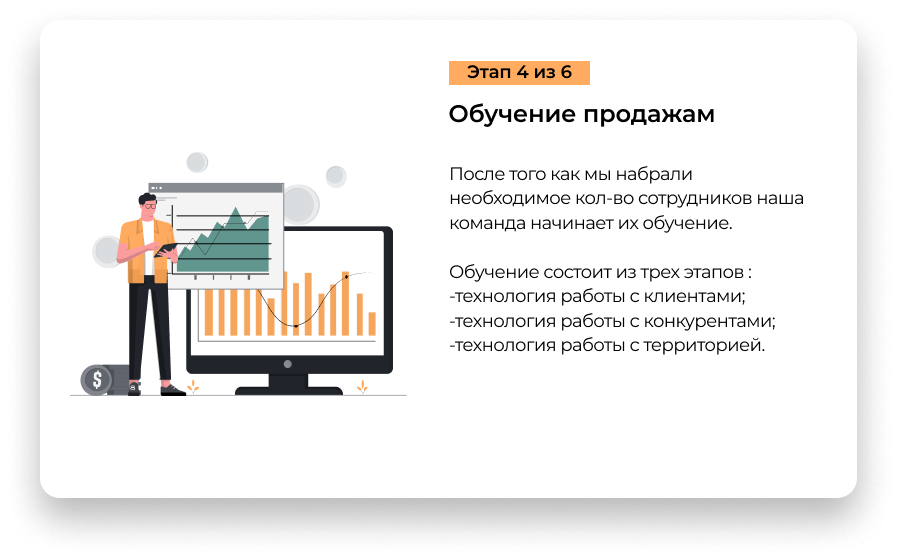 Этап 4 из 6
Обучение продажам
После того как мы набрали
необходимое кол-во сотрудников наша
команда начинает их обучение.
Обучение состоит из трех этапов :
-технология работы с клиентами;
-технология работы с конкурентами;
-технология работы с территорией.
$